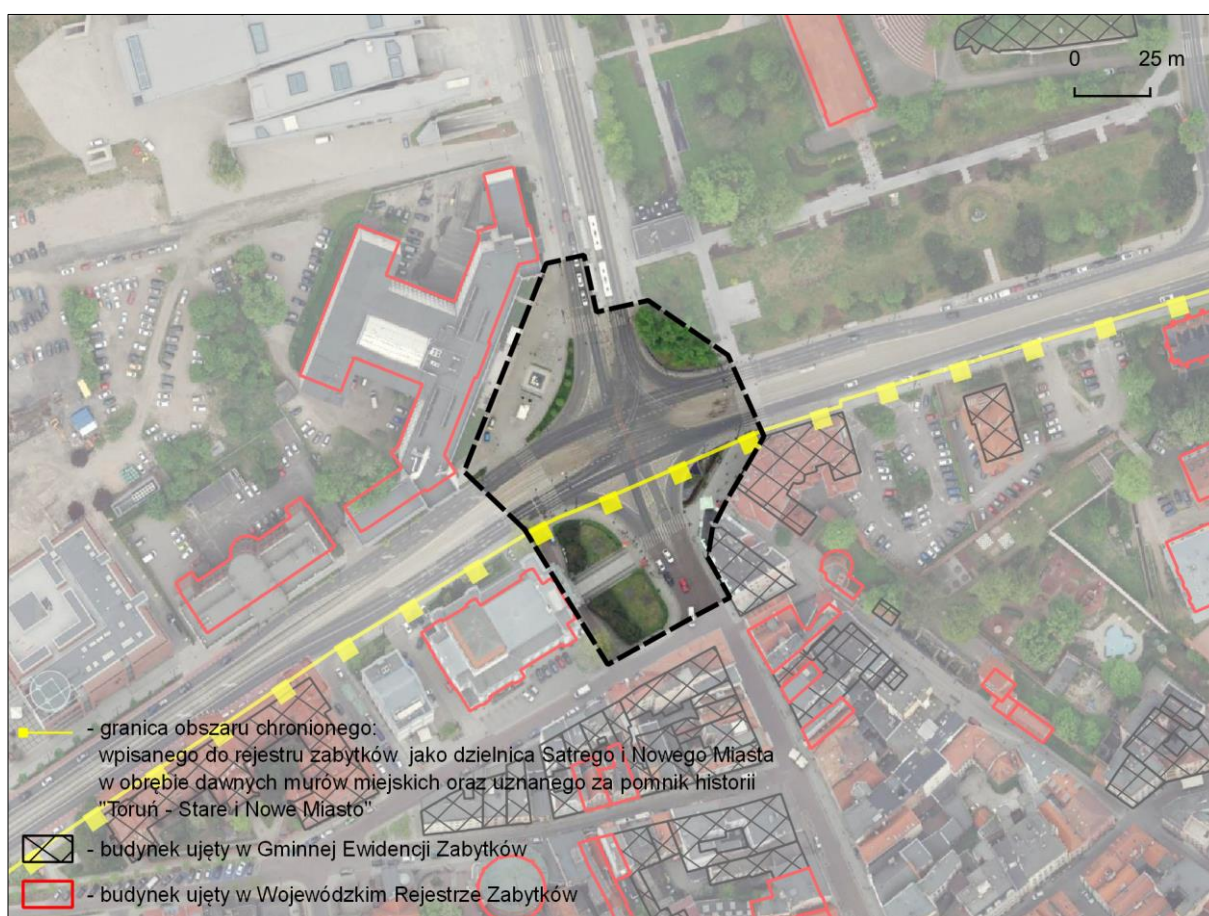 0 25 m
- granica obszaru chronionego:
wpisanego do rejestru zabytków jako dzielnica Satrego i Nowego Miasta
w obrębie dawnych murów miejskich oraz uznanego za pomnik historii
"Toruń - Stare i Nowe Miasto"
- budynek ujęty w Gminnej Ewidencji Zabytków
- budynek ujęty w Wojewódzkim Rejestrze Zabytków